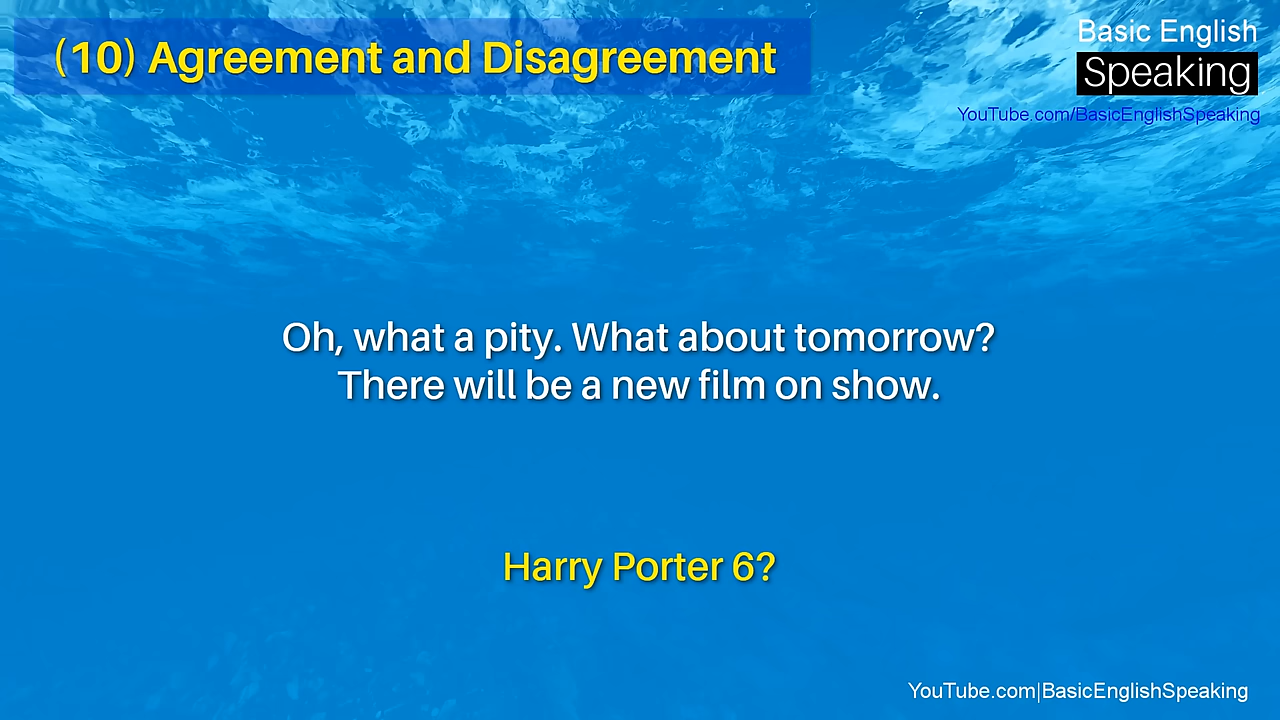 (10) Agreement and Disagreement
Basic English
Speaking
YouTube.com/BasicEnglishSpeaking
Oh, what a pity. What about tomorrow?
There will be a new film on show.
Harry Porter 6?
YouTube.com|BasicEnglishSpeaking